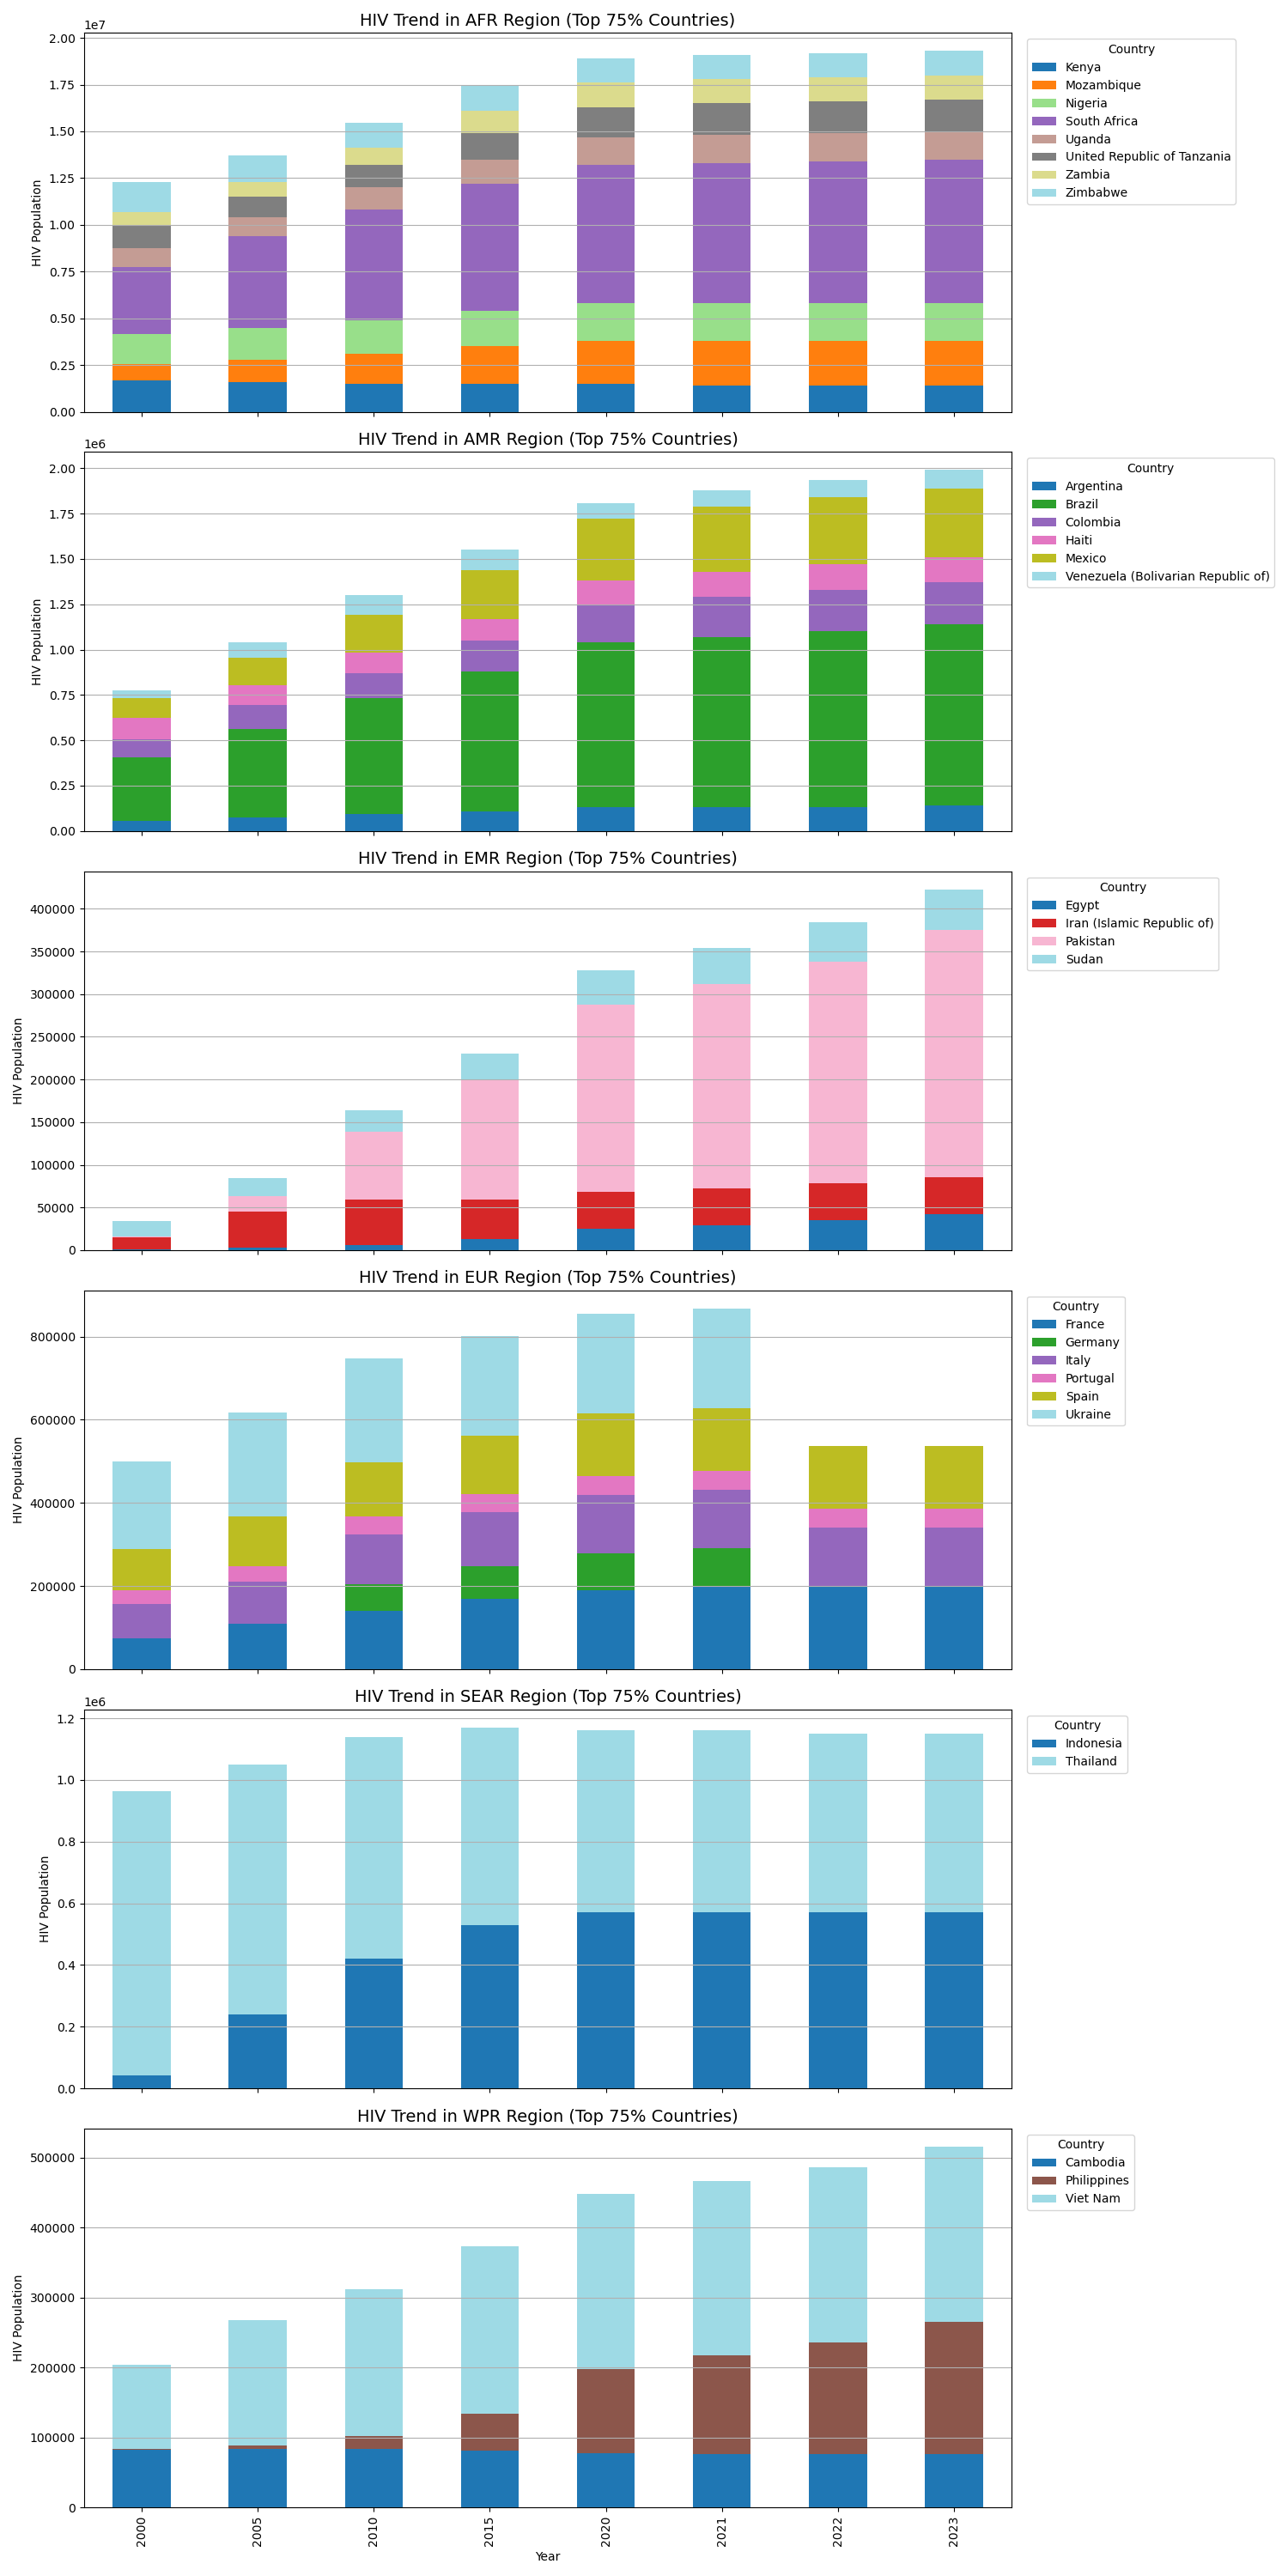 HIV Trend in AFR Region (Top 75% Countries)
1e7
2.00
1.75
1.50
1.25
1.00
0.75
0.50
0.25
0.00
HIV Population
Country
Kenya
Mozambique
Nigeria
South Africa
Uganda
United Republic of Tanzania
Zambia
Zimbabwe
HIV Trend in AMR Region (Top 75% Countries)
1e6
2.00
1.75
1.50
1.25
1.00
0.75
0.50
0.25
0.00
HIV Population
Country
Argentina
Brazil
Colombia
Haiti
Mexico
Venezuela (Bolivarian Republic of)
HIV Trend in EMR Region (Top 75% Countries)
400000
350000
300000
250000
200000
150000
100000
50000
0
HIV Population
Country
Egypt
Iran (Islamic Republic of)
Pakistan
Sudan
HIV Trend in EUR Region (Top 75% Countries)
800000
600000
400000
200000
0
HIV Population
Country
France
Germany
Italy
Portugal
Spain
Ukraine
HIV Trend in SEAR Region (Top 75% Countries)
1e6
1.2
1.0
0.8
0.6
0.4
0.2
0.0
HIV Population
Country
Indonesia
Thailand
HIV Trend in WPR Region (Top 75% Countries)
500000
400000
300000
200000
100000
0
HIV Population
Country
Cambodia
Philippines
Viet Nam
2000 2005 2010 2015 2020 2021 2022 2023
Year